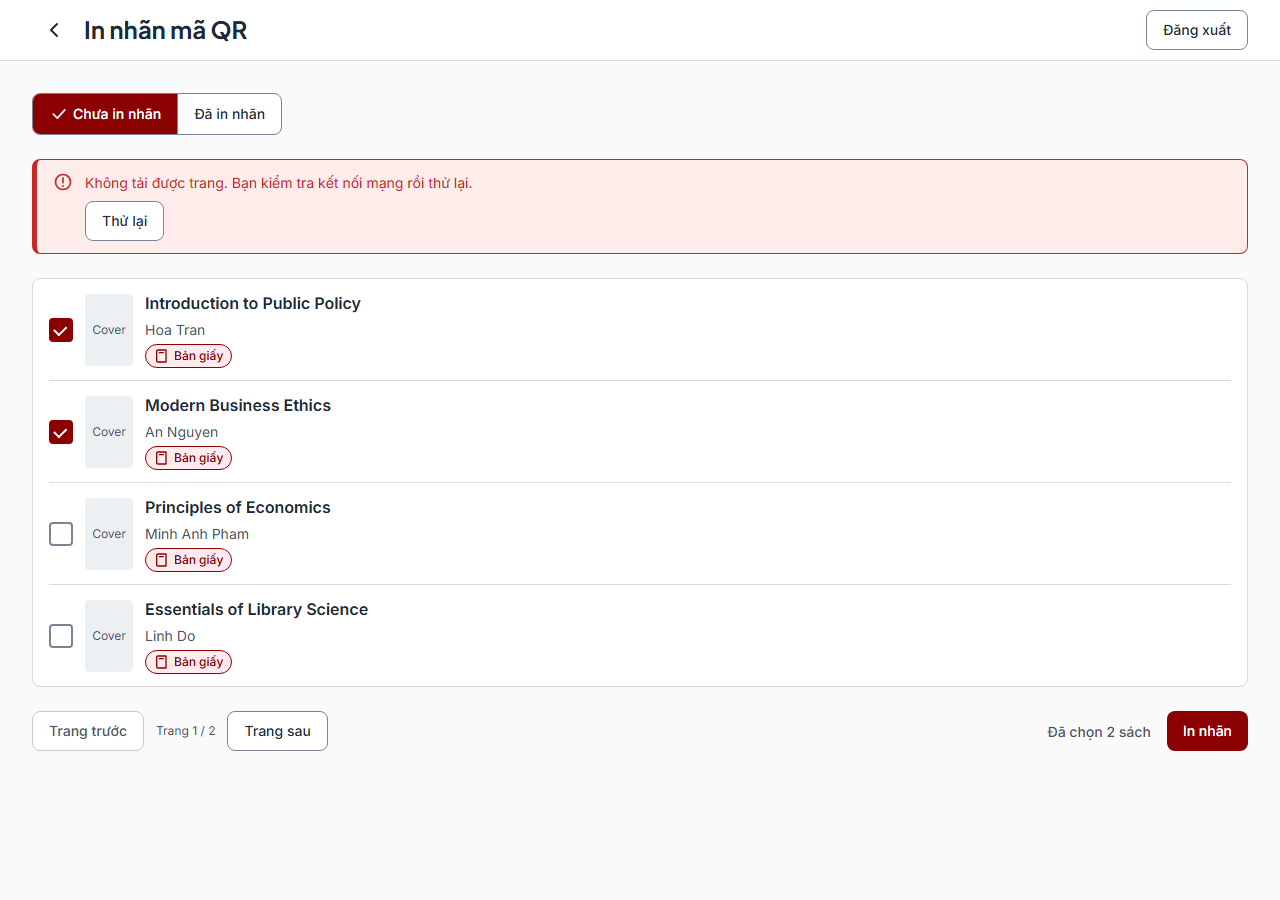 In nhãn mã QR
Đăng xuất
Chưa in nhãn
Đã in nhãn
Không tải được trang. Bạn kiểm tra kết nối mạng rồi thử lại.
Thử lại
Cover
Introduction to Public Policy
Hoa Tran
Bản giấy
Cover
Modern Business Ethics
An Nguyen
Bản giấy
Cover
Principles of Economics
Minh Anh Pham
Bản giấy
Cover
Essentials of Library Science
Linh Do
Bản giấy
Trang trước
Trang 1 / 2
Trang sau
Đã chọn 2 sách
In nhãn